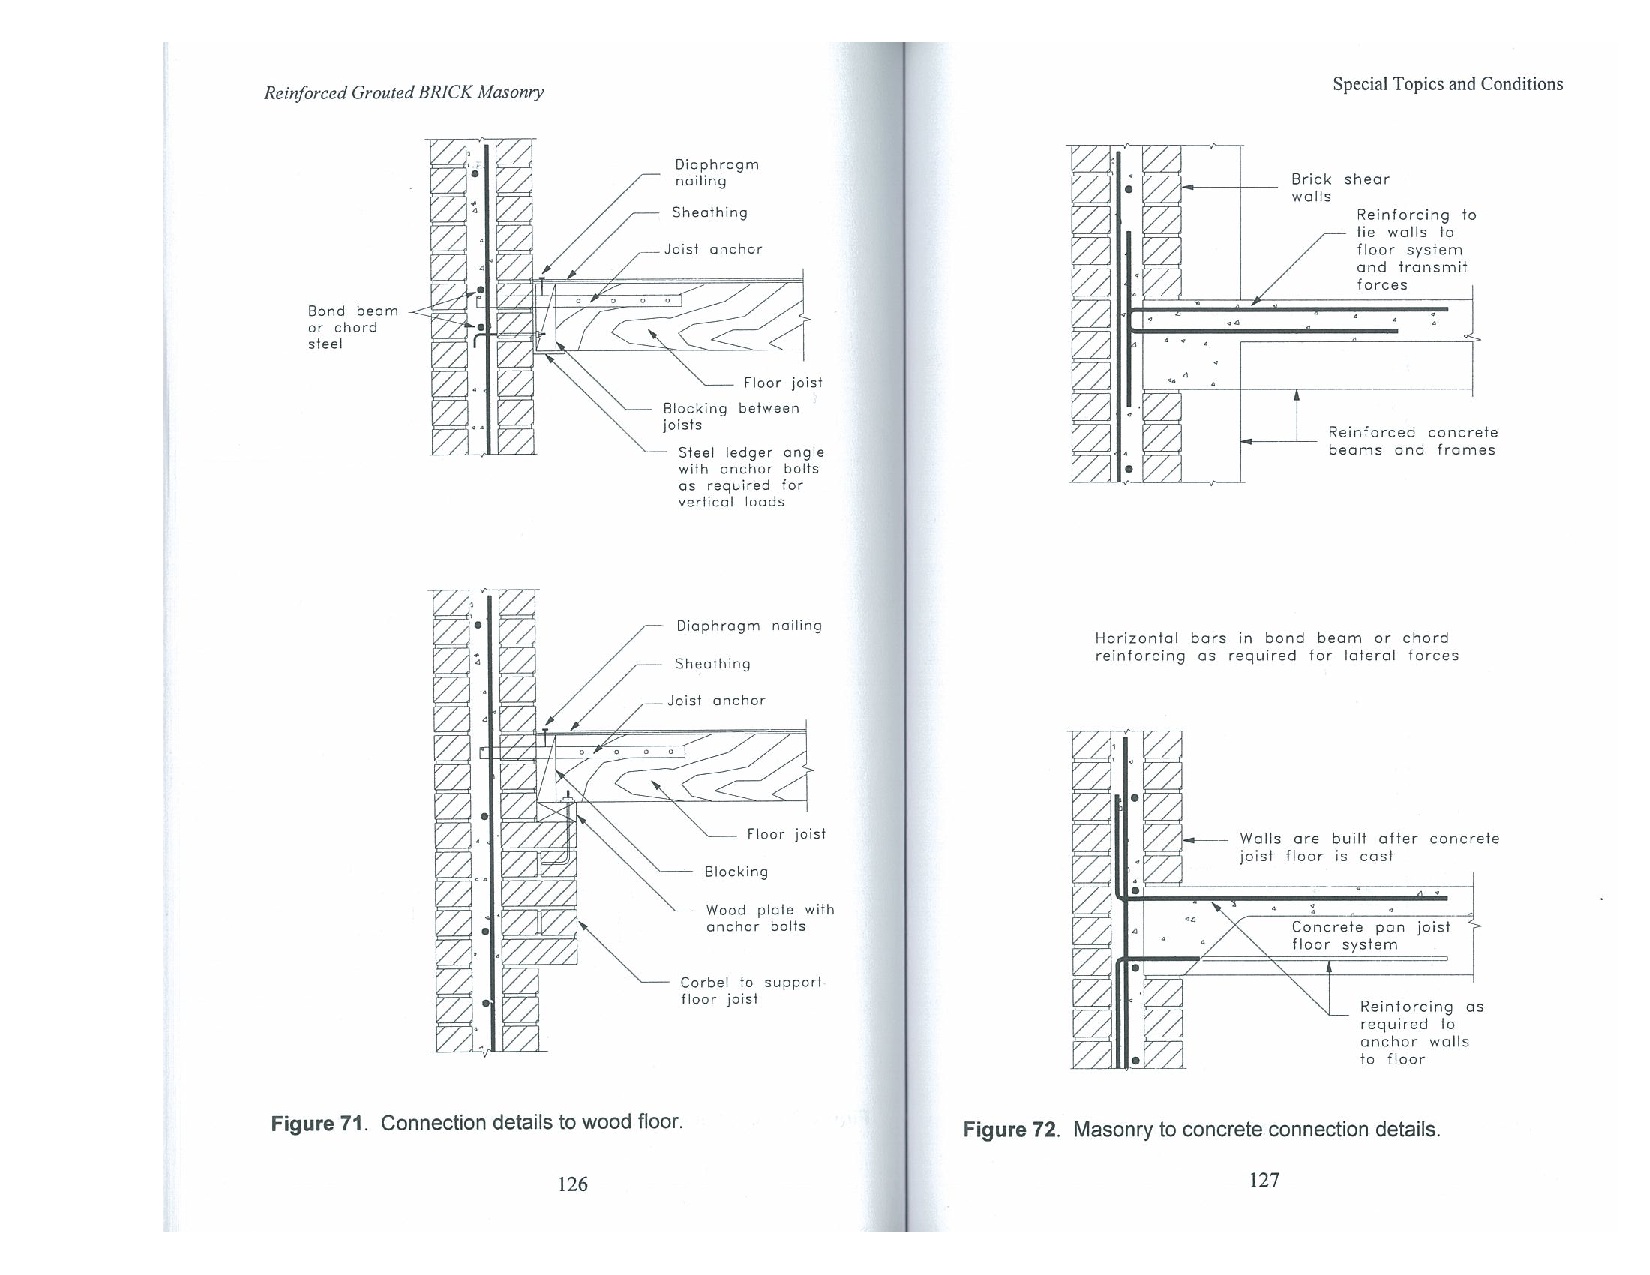 Reinforced Grouted BRICK Masonry
Diaphragm
nailing
Sheathing
Joist anchor
Bond beam
or chord
steel
Floor joist
Blocking between
joists
Steel ledger angle
with anchor bolts
as required for
vertical loads
Diaphragm nailing
Sheathing
Joist anchor
Floor joist
Blocking
Wood plate with
anchor bolts
Corbel to support
floor joist
Figure 71. Connection details to wood floor.
126
Special Topics and Conditions
Brick shear
walls
Reinforcing to
tie walls to
floor system
and transmit
forces
Reinforced concrete
beams and frames
Horizontal bars in bond beam or chord
reinforcing as required for lateral forces
Walls are built after concrete
joist floor is cast
Concrete pan joist
floor system
Reinforcing as
required to
anchor walls
to floor
Figure 72. Masonry to concrete connection details.
127